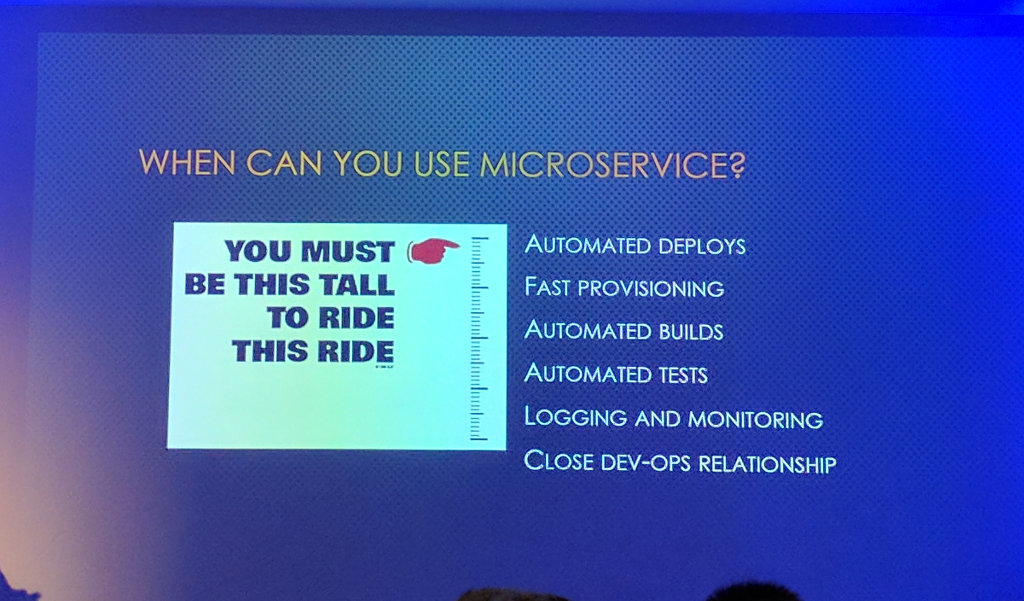 WHEN CAN YOU USE MICROSERVICE?
YOU MUST
BE THIS TALL
TO RIDE
THIS RIDE
AUTOMATED DEPLOYS
FAST PROVISIONING
AUTOMATED BUILDS
AUTOMATED TESTS
LOGGING AND MONITORING
CLOSE DEV-OPS RELATIONSHIP